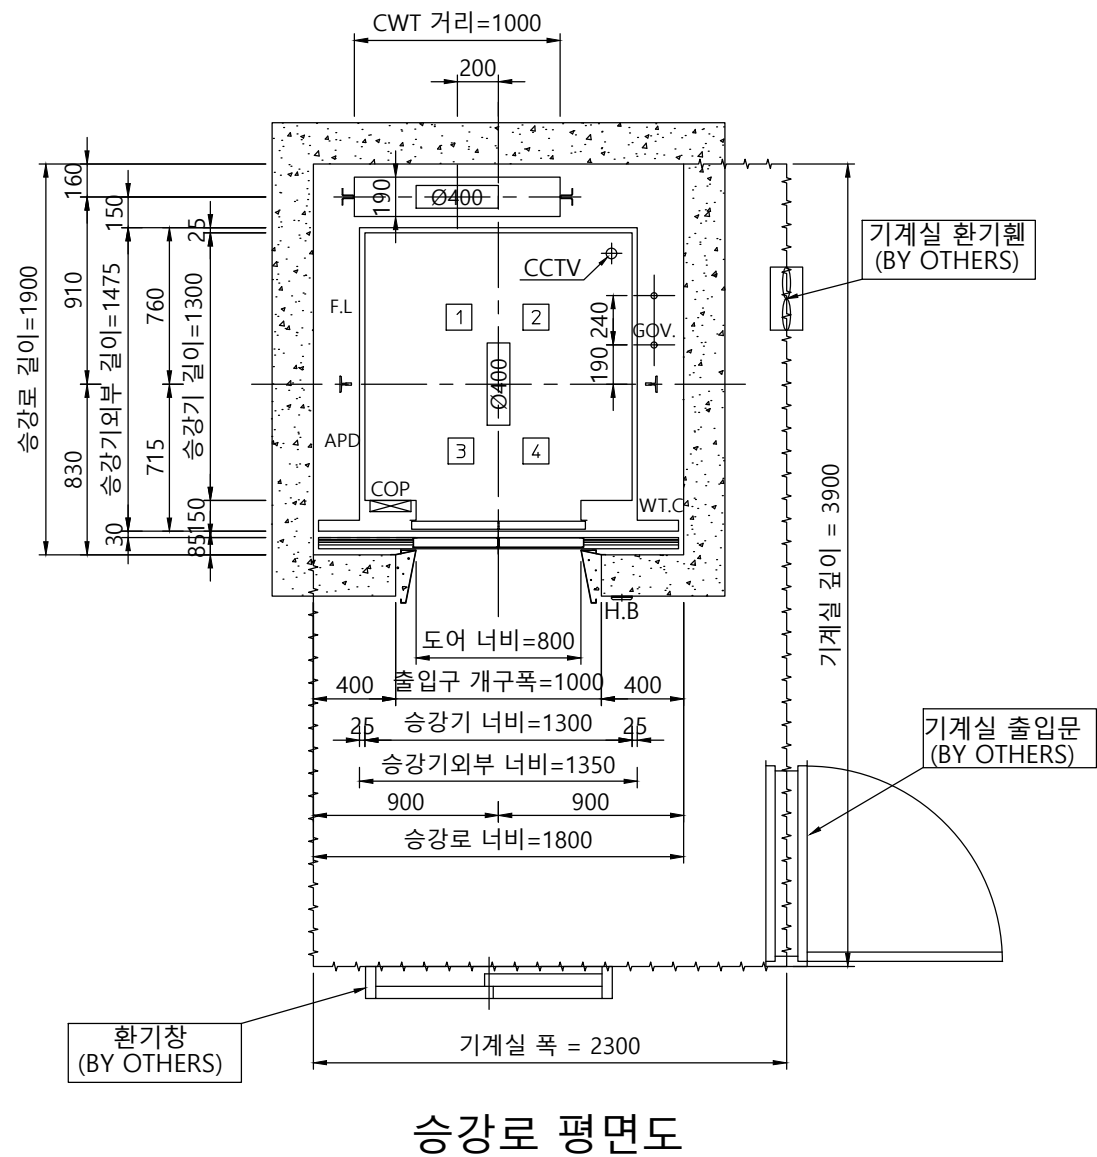 CWT 거리=1000
200
160
150
25
190
Ø400
기계실 환기휀
(BY OTHERS)
CCTV
승강로 길이=1900
910
승강기외부 길이=1475
760
승강기 길이=1300
F.L
1
2
240
GOV.
190
Ø400
830
715
APD
3
4
COP
WT.C
150
30
85
H.B
기계실 깊이 = 3900
도어 너비=800
400
출입구 개구폭=1000
400
25
승강기 너비=1300
25
기계실 출입문
(BY OTHERS)
승강기외부 너비=1350
900
900
승강로 너비=1800
환기창
(BY OTHERS)
기계실 폭 = 2300
승강로 평면도